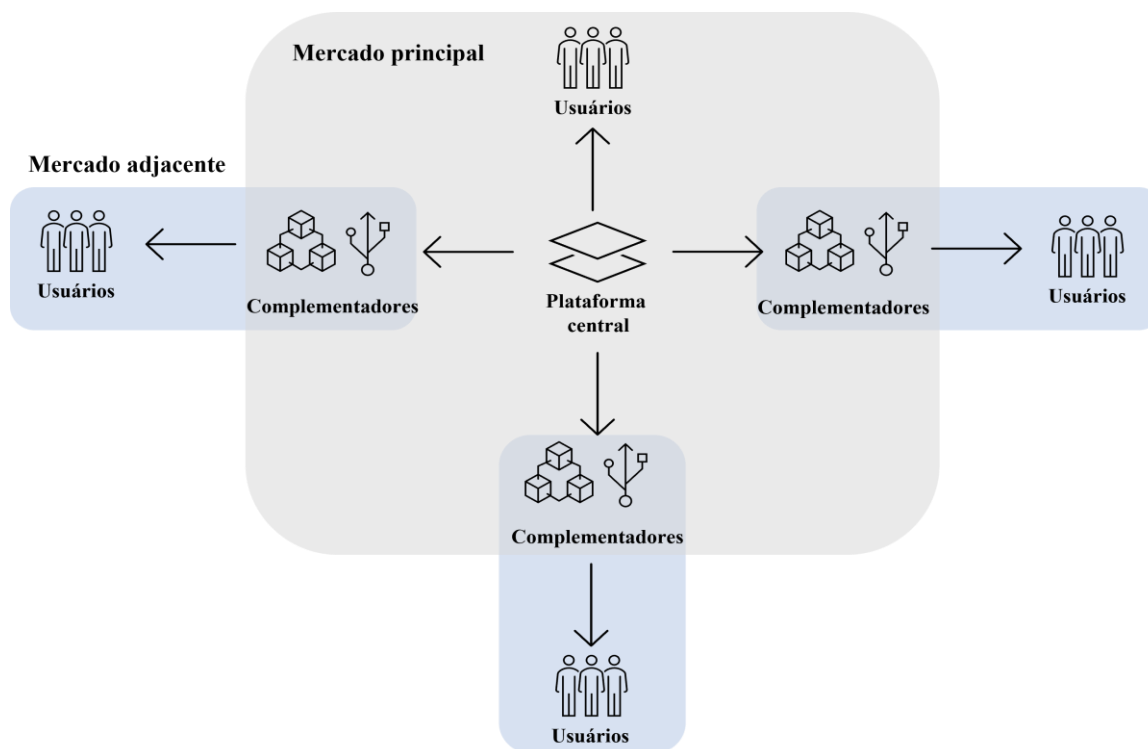 Mercado principal
Usuários
Mercado adjacente
Usuários
Complementadores
Plataforma
central
Complementadores
Usuários
Complementadores
Usuários